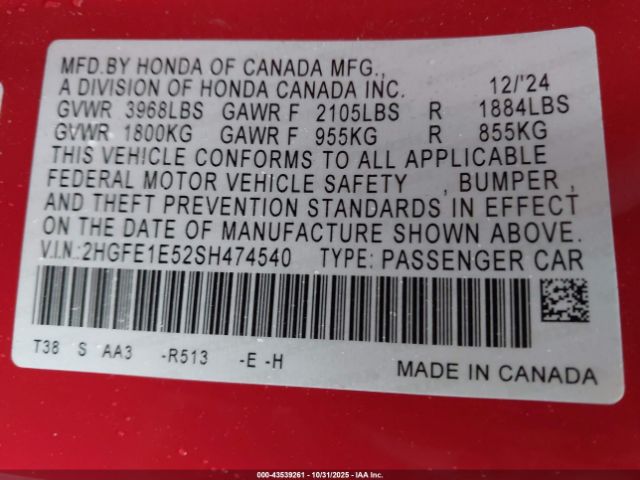 MFD.BY HONDA OF CANADA MFG.,
A DIVISION OF HONDA CANADA INC. 12/'24
GVWR 3968LBS GAWR F 2105LBS R 1884LBS
GVWR 1800KG GAWR F 955KG R 855KG
THIS VEHICLE CONFORMS TO ALL APPLICABLE
FEDERAL MOTOR VEHICLE SAFETY , BUMPER ,
AND THEFT PREVENTION STANDARDS IN EFFECT
ON THE DATE OF MANUFACTURE SHOWN ABOVE.
V.I.N.:2HGFE1E52SH474540 TYPE: PASSENGER CAR
T38 S AA3 -R513 -E -H MADE IN CANADA
000-43539261 - 10/31/2025 - IAA Inc.